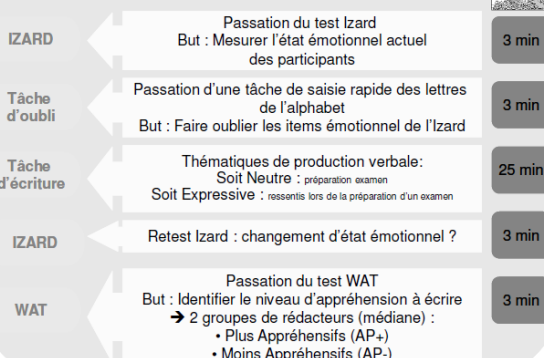 IZARD
Passation du test Izard
But : Mesurer l'état émotionnel actuel
des participants
3 min
Tâche
d'oubli
Passation d'une tâche de saisie rapide des lettres
de l'alphabet
But : Faire oublier les items émotionnel de l'Izard
3 min
Tâche
d'écriture
Thématiques de production verbale:
Soit Neutre : préparation examen
Soit Expressive : ressentis lors de la préparation d'un examen
25 min
IZARD
Retest Izard : changement d'état émotionnel ?
3 min
WAT
Passation du test WAT
But : Identifier le niveau d'appréhension à écrire
➔ 2 groupes de rédacteurs (médiane) :
• Plus Appréhensifs (AP+)
• Moins Appréhensifs (AP-)
3 min